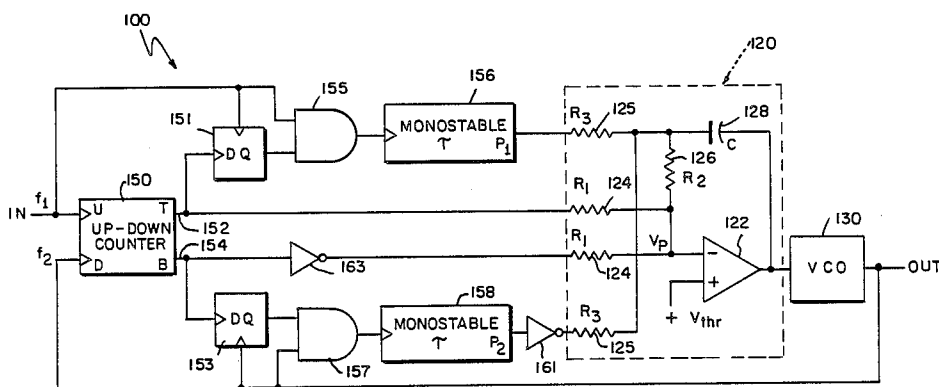 100
120
155
156
125
128
R3
151
MONOSTABLE
τ
P1
DQ
126
C
R2
150
f1
IN
U T
152
R1
124
130
UP-DOWN
COUNTER
154
122
f2
D B
R1
VP
VCO
OUT
163
124
158
+
Vthr
DQ
MONOSTABLE
τ
P2
R3
153
157
161
125